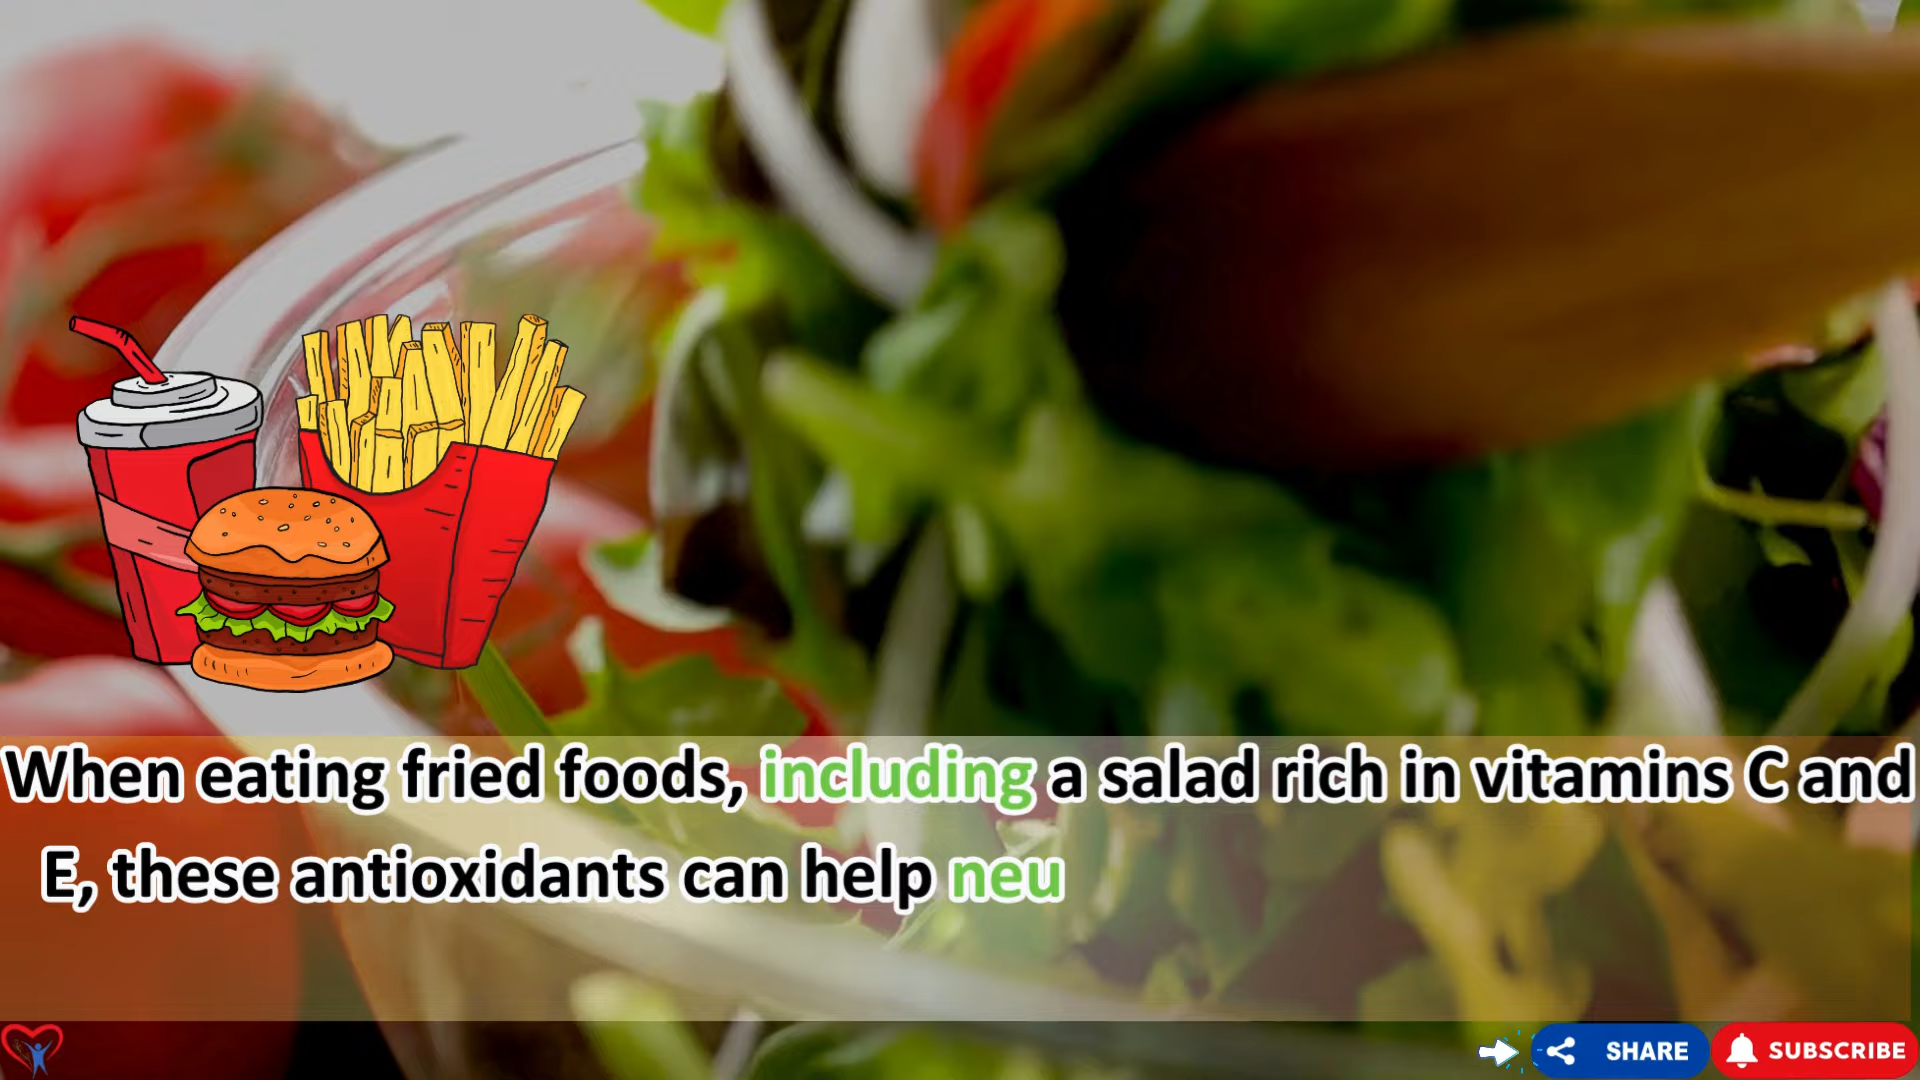 When eating fried foods, including a salad rich in vitamins C and
E, these antioxidants can help neu
SHARE
SUBSCRIBE